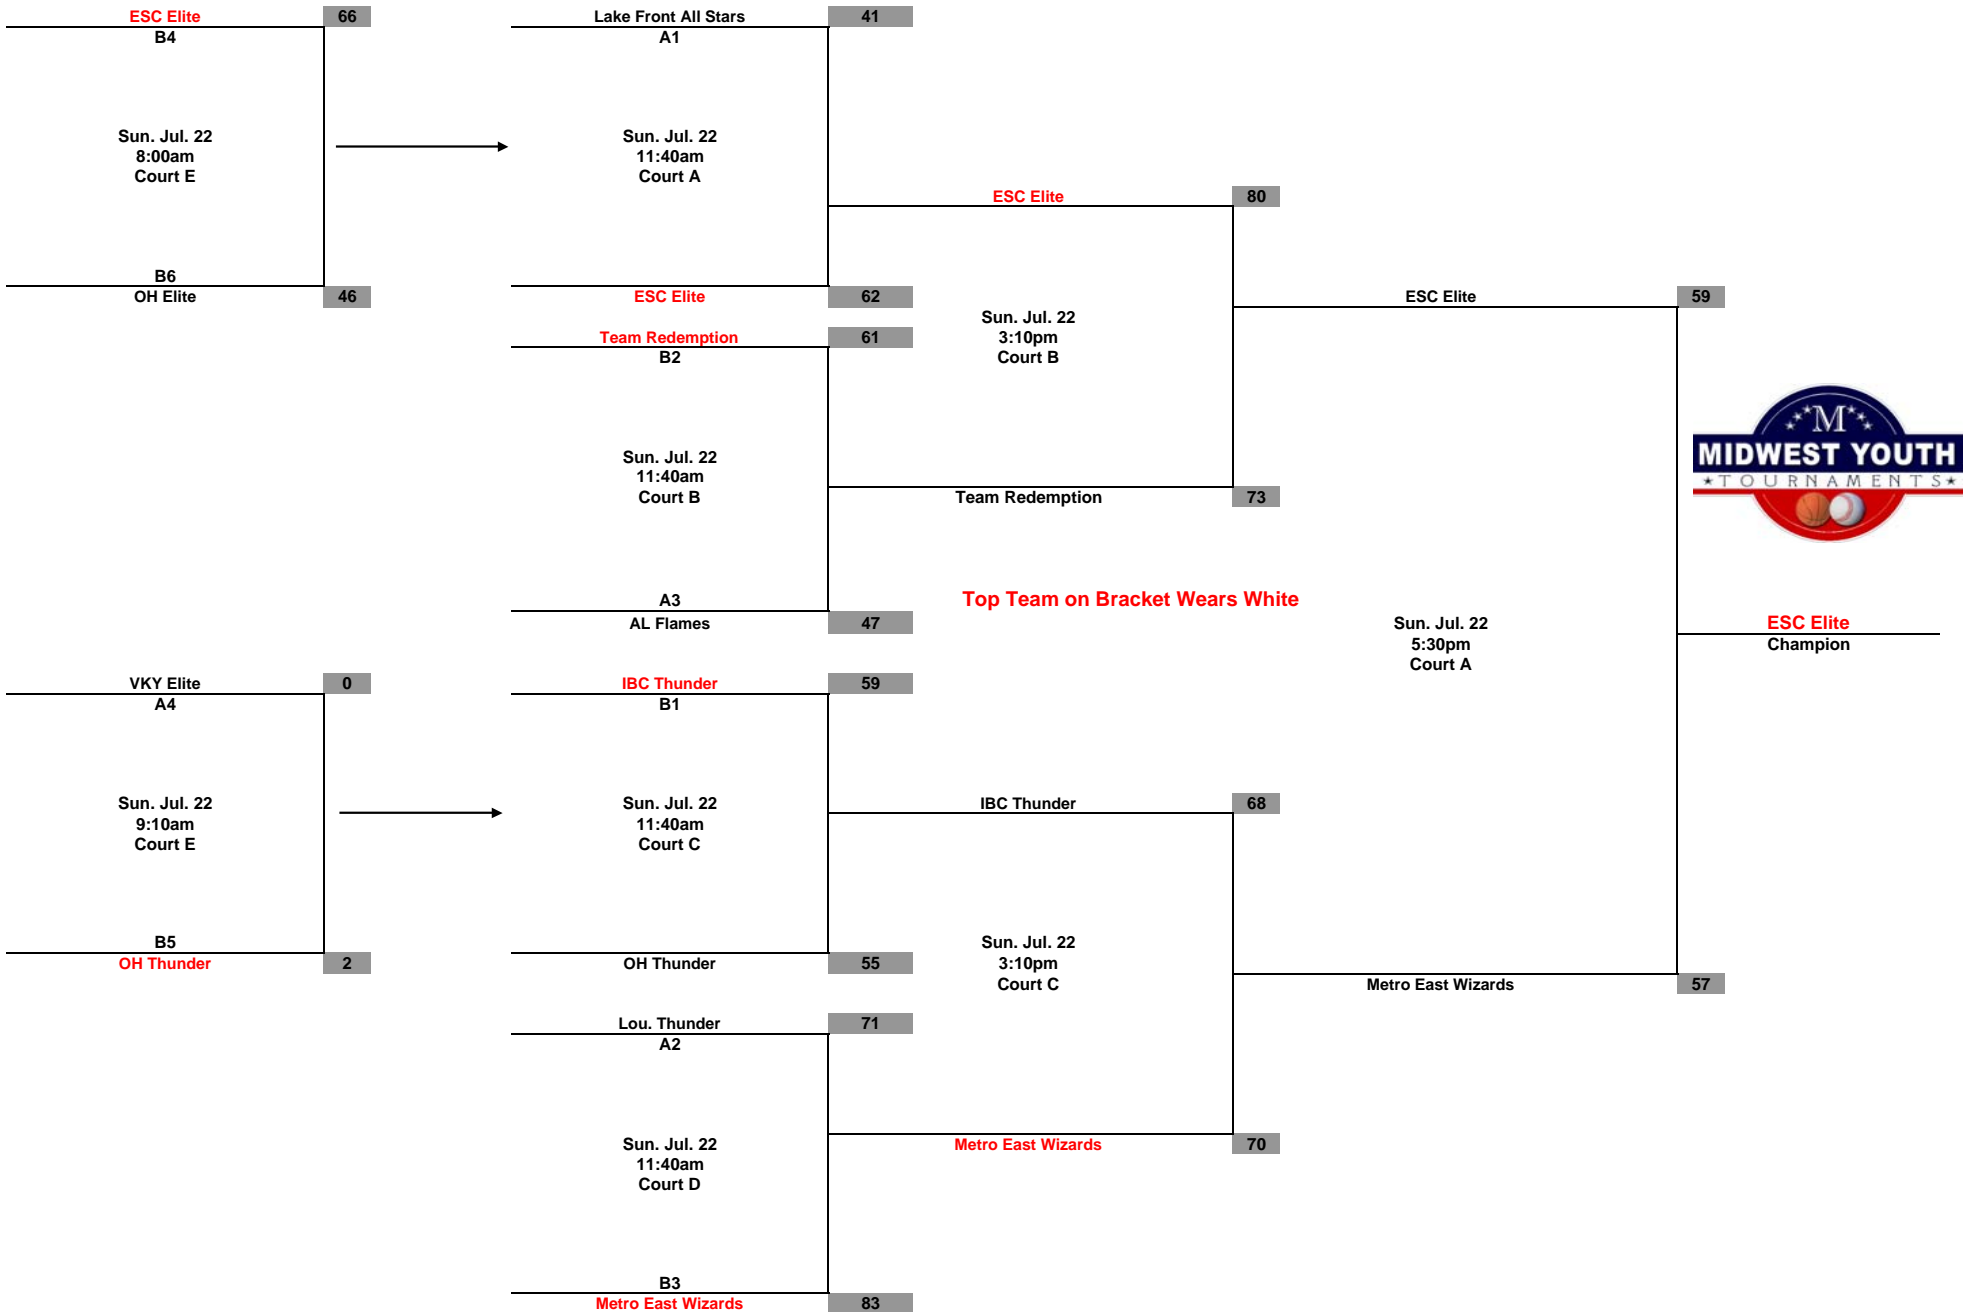 ESC Elite 66
B4
Sun. Jul. 22
8:00am
Court E
B6
OH Elite 46
Lake Front All Stars 41
A1
Sun. Jul. 22
11:40am
Court A
ESC Elite 62
Team Redemption 61
B2
Sun. Jul. 22
11:40am
Court B
A3
AL Flames 47
ESC Elite 80
Sun. Jul. 22
3:10pm
Court B
Team Redemption 73
Top Team on Bracket Wears White
VKY Elite 0
A4
Sun. Jul. 22
9:10am
Court E
B5
OH Thunder 2
IBC Thunder 59
B1
Sun. Jul. 22
11:40am
Court C
OH Thunder 55
Lou. Thunder 71
A2
Sun. Jul. 22
11:40am
Court D
B3
Metro East Wizards 83
IBC Thunder 68
Sun. Jul. 22
3:10pm
Court C
Metro East Wizards 70
ESC Elite 59
Sun. Jul. 22
5:30pm
Court A
Metro East Wizards 57
M
MIDWEST YOUTH
TOURNAMENTS
ESC Elite
Champion